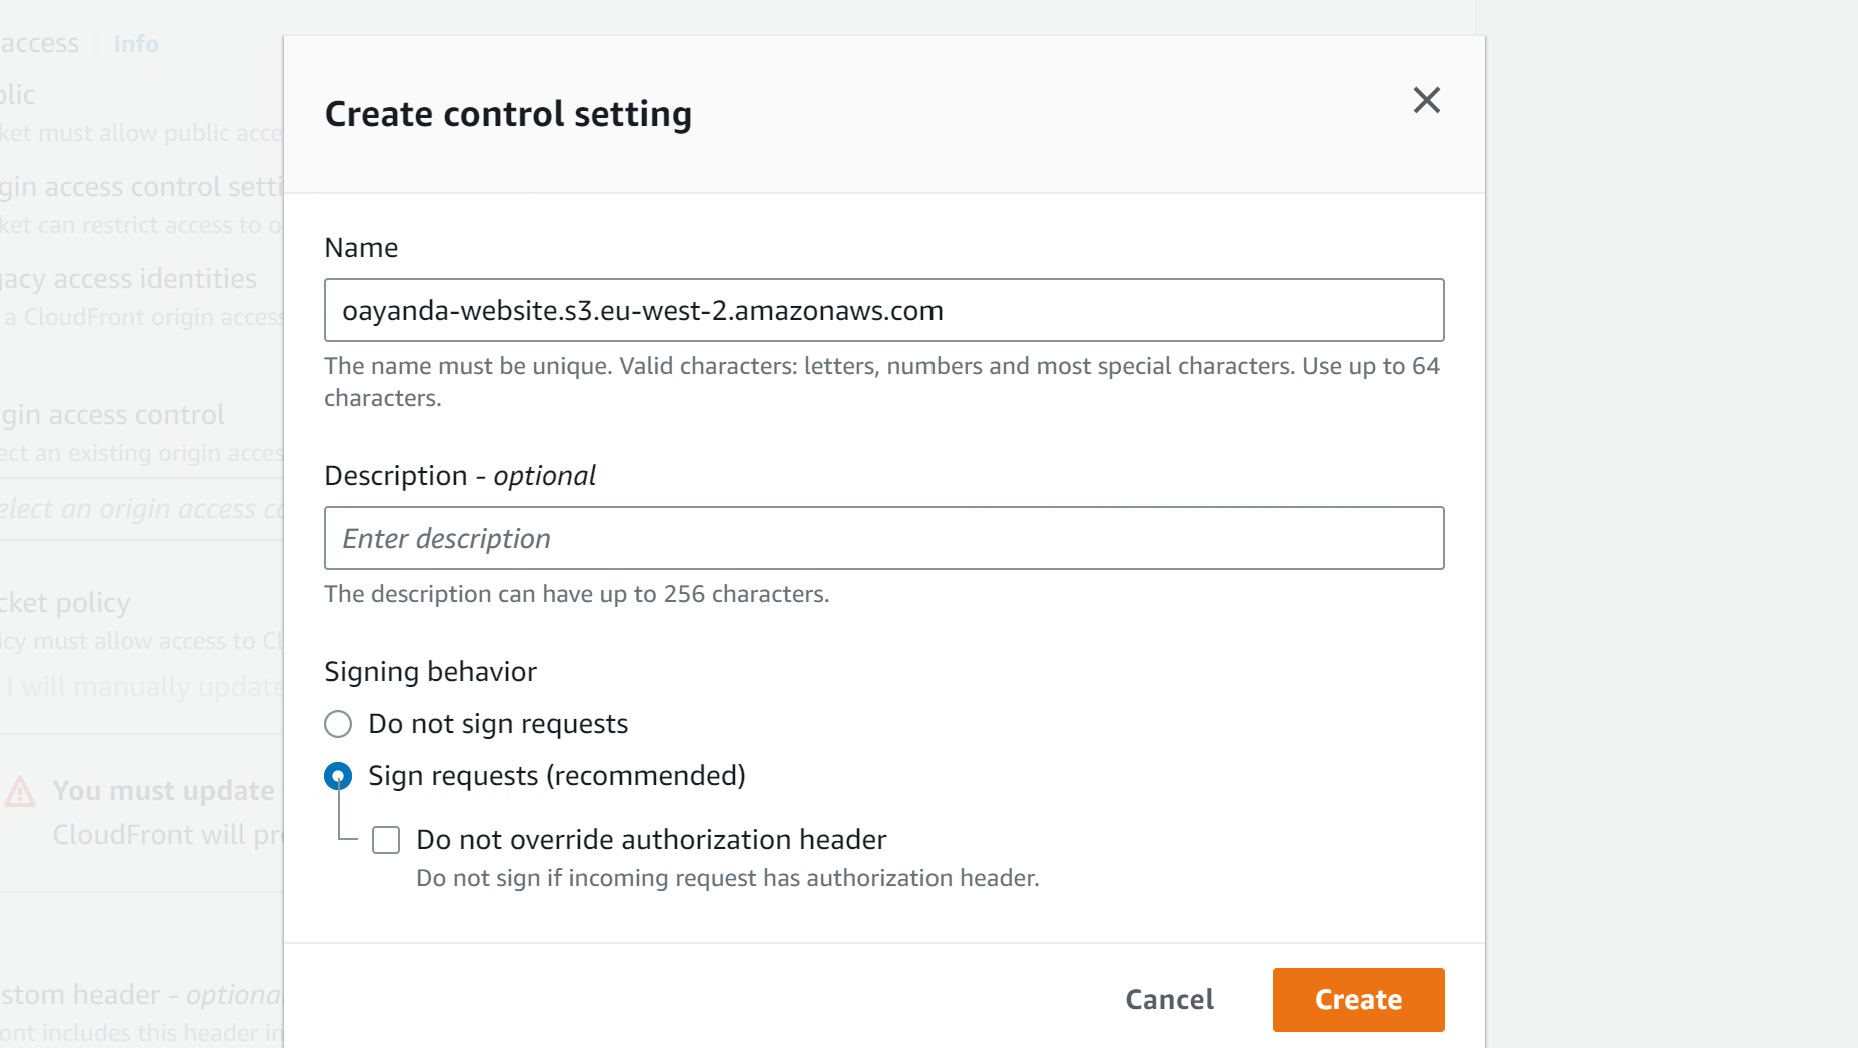 access Info
ket must allow public acce
gin access control setti
ket can restrict access to o
access identities
a CloudFront origin access
gin access control
ect an existing origin acces
elect an origin access co
cket policy
icy must allow access to Cl
I will manually update
You must update
CloudFront will pr
stom header - optional
ont includes this header in
Create control setting
Name
oayanda-website.s3.eu-west-2.amazonaws.com
The name must be unique. Valid characters: letters, numbers and most special characters. Use up to 64
characters.
Description - optional
Enter description
The description can have up to 256 characters.
Signing behavior
Do not sign requests
Sign requests (recommended)
Do not override authorization header
Do not sign if incoming request has authorization header.
Cancel Create